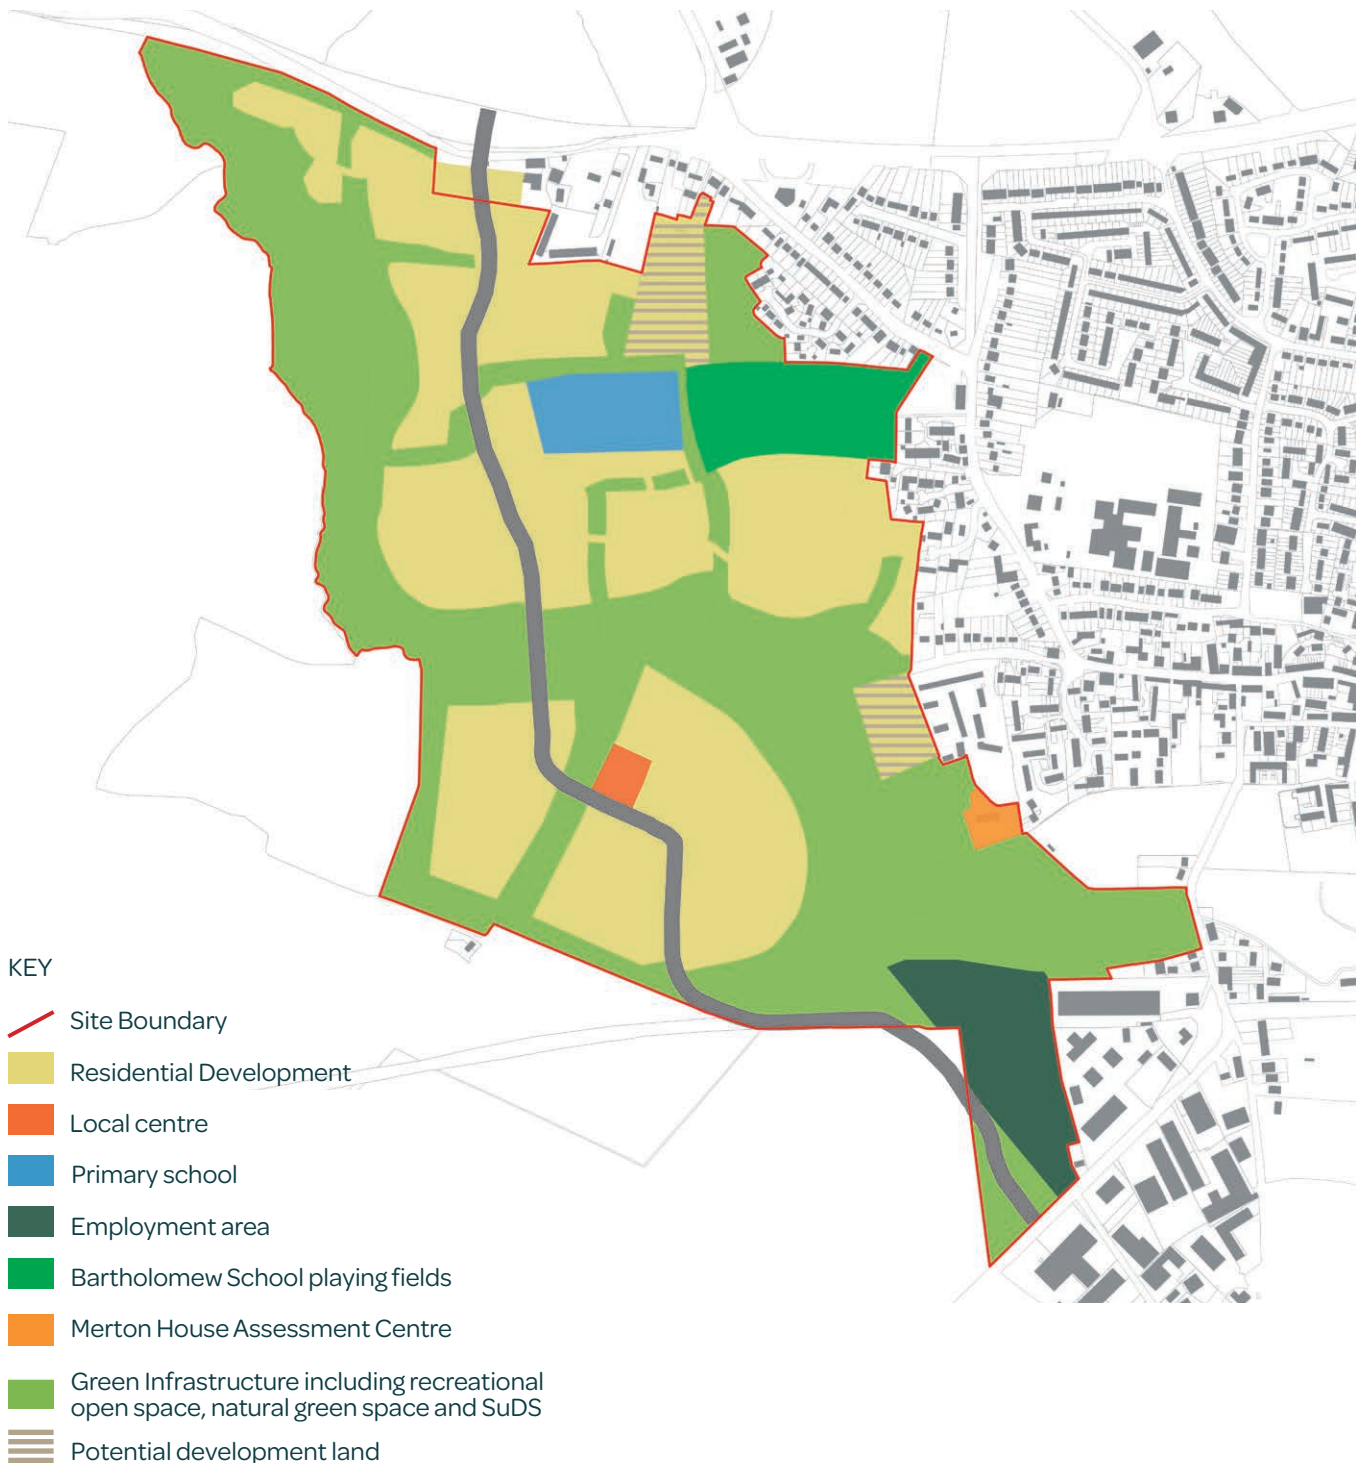 KEY
Site Boundary
Residential Development
Local centre
Primary school
Employment area
Bartholomew School playing fields
Merton House Assessment Centre
Green Infrastructure including recreational
open space, natural green space and SuDS
Potential development land